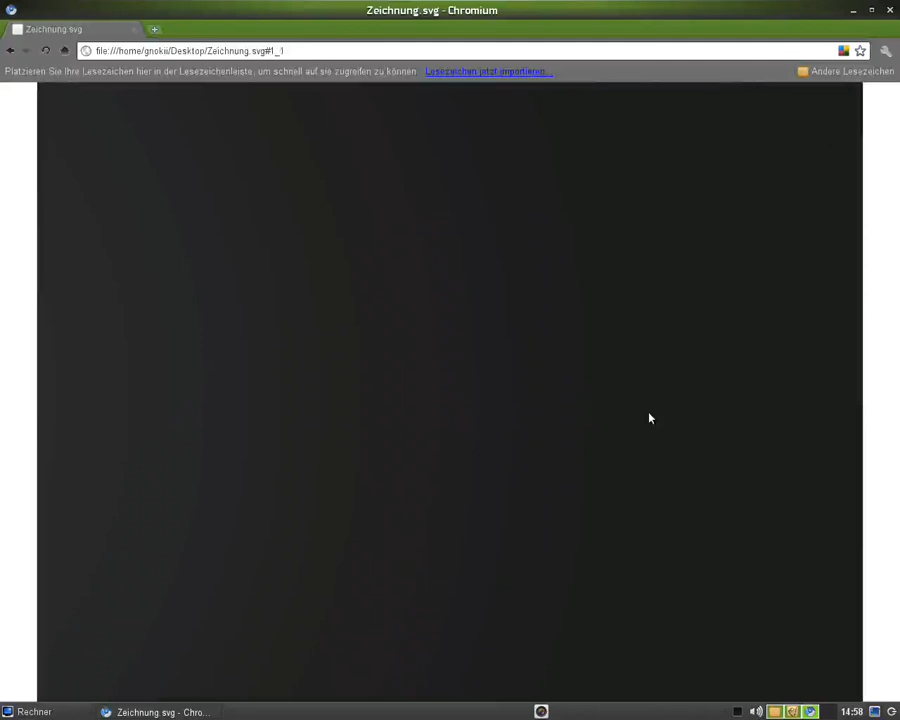 Zeichnung.svg - Chromium
Zeichnung.svg
file:///home/gnokii/Desktop/Zeichnung.svg#1_1
Platzieren Sie Ihre Lesezeichen hier in der Lesezeichenleiste, um schnell auf sie zugreifen zu können.
Lesezeichen jetzt importieren...
Andere Lesezeichen
Rechner
Zeichnung.svg - Chro...
14:58